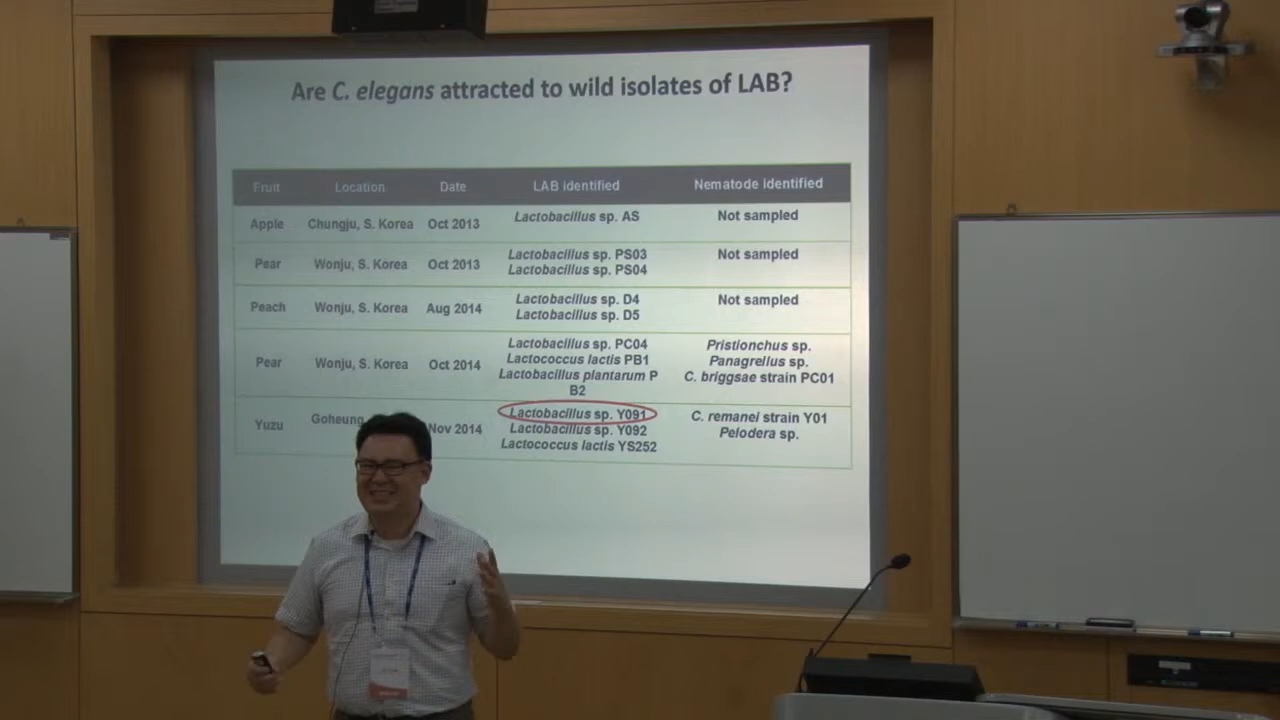 Are C. elegans attracted to wild isolates of LAB?
Fruit Location Date LAB identified Nematode identified
Apple Chungju, S. Korea Oct 2013 Lactobacillus sp. AS Not sampled
Pear Wonju, S. Korea Oct 2013 Lactobacillus sp. PS03 Not sampled
Lactobacillus sp. PS04
Peach Wonju, S. Korea Aug 2014 Lactobacillus sp. D4 Not sampled
Lactobacillus sp. D5
Pear Wonju, S. Korea Oct 2014 Lactobacillus sp. PC04 Pristionchus sp.
Lactococcus lactis PB1 Panagrellus sp.
Lactobacillus plantarum P C. briggsae strain PC01
B2
Yuzu Goheung Nov 2014 Lactobacillus sp. Y091 C. remanei strain Y01
Lactobacillus sp. Y092 Pelodera sp.
Lactococcus lactis YS252